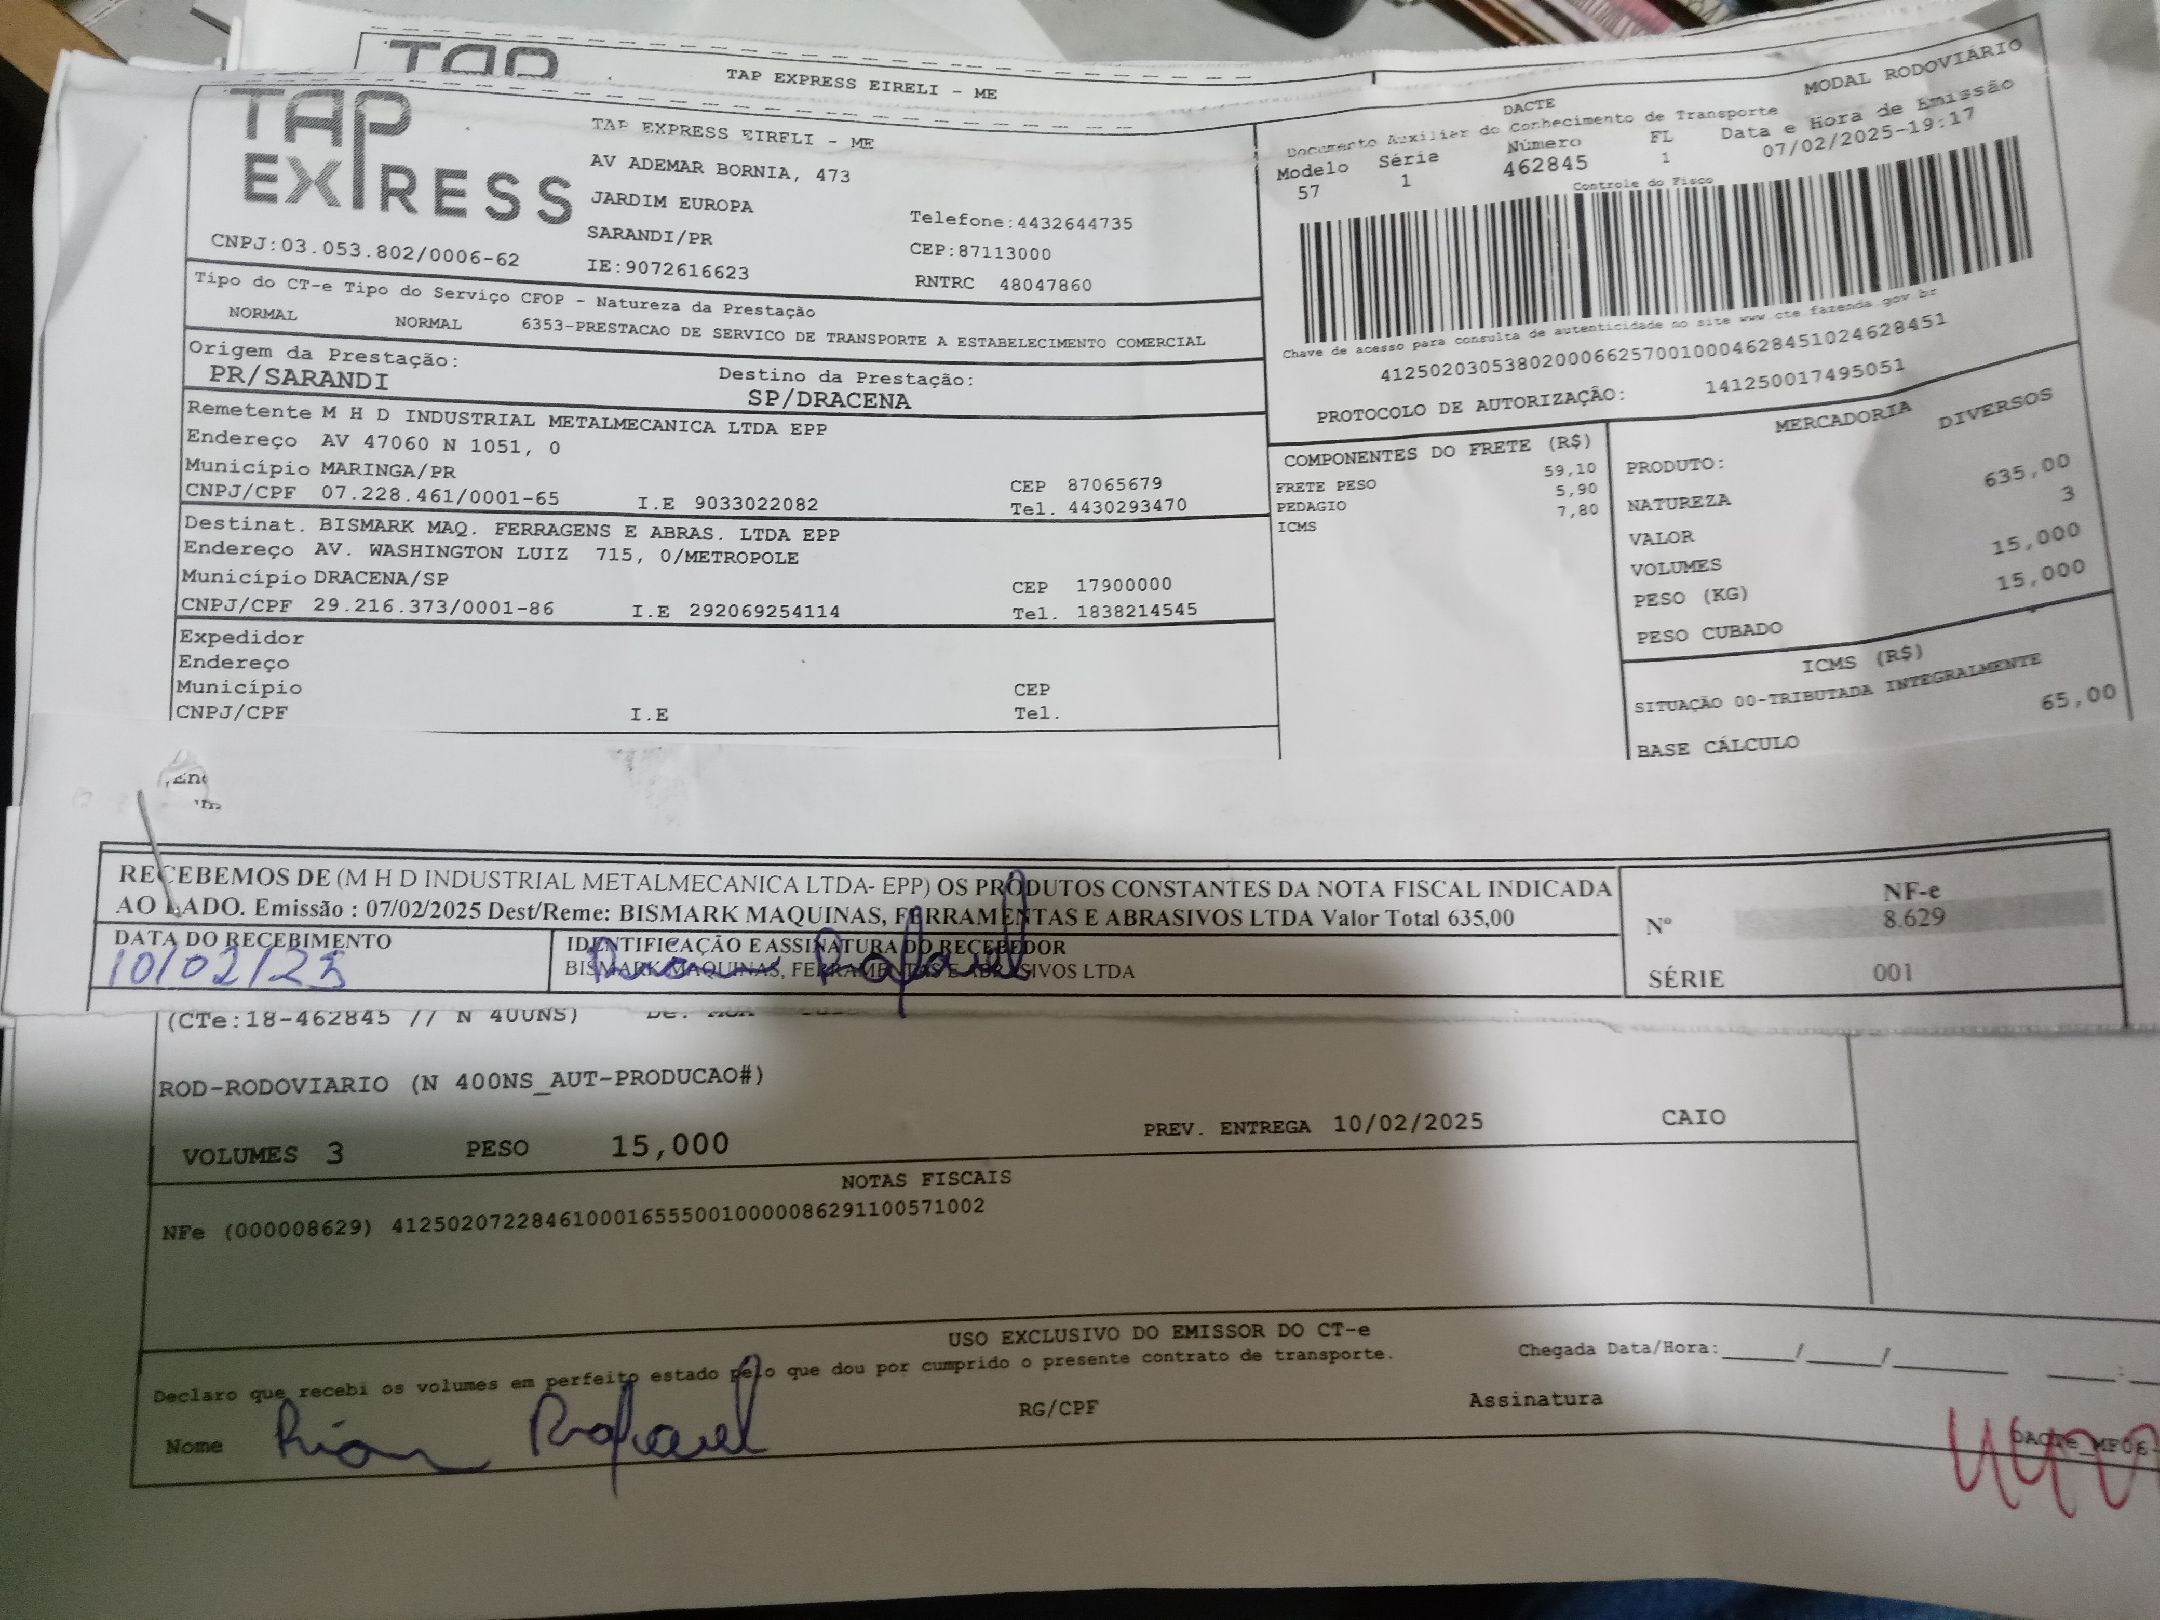 TAP EXPRESS EIRELI - ME
TAP EXPRESS
TAP EXPRESS EIRELI - ME
AV ADEMAR BORNIA, 473
JARDIM EUROPA
SARANDI/PR
Telefone:4432644735
CEP:87113000
CNPJ:03.053.802/0006-62
IE:9072616623
RNTRC 48047860
MODAL RODOVIÁRIO
DACTE
Documento Auxiliar do Conhecimento de Transporte
Modelo Série Número FL Data e Hora de Emissão
57 1 462845 1 07/02/2025-19:17
Controle do Fisco
Chave de acesso para consulta de autenticidade no site www.cte.fazenda.gov.br
41250203053802000662570010004628451024628451
PROTOCOLO DE AUTORIZAÇÃO: 141250017495051
Tipo do CT-e Tipo do Serviço CFOP - Natureza da Prestação
NORMAL NORMAL 6353-PRESTACAO DE SERVICO DE TRANSPORTE A ESTABELECIMENTO COMERCIAL
Origem da Prestação: Destino da Prestação:
PR/SARANDI SP/DRACENA
Remetente M H D INDUSTRIAL METALMECANICA LTDA EPP
Endereço AV 47060 N 1051, 0
Município MARINGA/PR CEP 87065679
CNPJ/CPF 07.228.461/0001-65 I.E 9033022082 Tel. 4430293470
Destinat. BISMARK MAQ. FERRAGENS E ABRAS. LTDA EPP
Endereço AV. WASHINGTON LUIZ 715, 0/METROPOLE
Município DRACENA/SP CEP 17900000
CNPJ/CPF 29.216.373/0001-86 I.E 292069254114 Tel. 1838214545
Expedidor
Endereço
Município CEP
CNPJ/CPF I.E Tel.
COMPONENTES DO FRETE (R$)
FRETE PESO 59,10
PEDAGIO 5,90
ICMS 7,80
MERCADORIA
PRODUTO: DIVERSOS
NATUREZA
VALOR 635,00
VOLUMES 3
PESO (KG) 15,000
PESO CUBADO 15,000
ICMS (R$)
SITUAÇÃO 00-TRIBUTADA INTEGRALMENTE
BASE CÁLCULO 65,00
RECEBEMOS DE (M H D INDUSTRIAL METALMECANICA LTDA- EPP) OS PRODUTOS CONSTANTES DA NOTA FISCAL INDICADA
AO LADO. Emissão : 07/02/2025 Dest/Reme: BISMARK MAQUINAS, FERRAMENTAS E ABRASIVOS LTDA Valor Total 635,00
NF-e
Nº 8.629
SÉRIE 001
DATA DO RECEBIMENTO
10/02/25
IDENTIFICAÇÃO E ASSINATURA DO RECEBEDOR
BISMARK MAQUINAS, FERRAMENTAS E ABRASIVOS LTDA
Rian Rafael
(CTe:18-462845 // N 400NS)
ROD-RODOVIARIO (N 400NS_AUT-PRODUCAO#)
VOLUMES 3 PESO 15,000 PREV. ENTREGA 10/02/2025 CAIO
NOTAS FISCAIS
NFe (000008629) 41250207228461000165550010000086291100571002
USO EXCLUSIVO DO EMISSOR DO CT-e
Declaro que recebi os volumes em perfeito estado pelo que dou por cumprido o presente contrato de transporte.
Chegada Data/Hora:____/____/______ ____:__
Nome Rian Rafael RG/CPF Assinatura